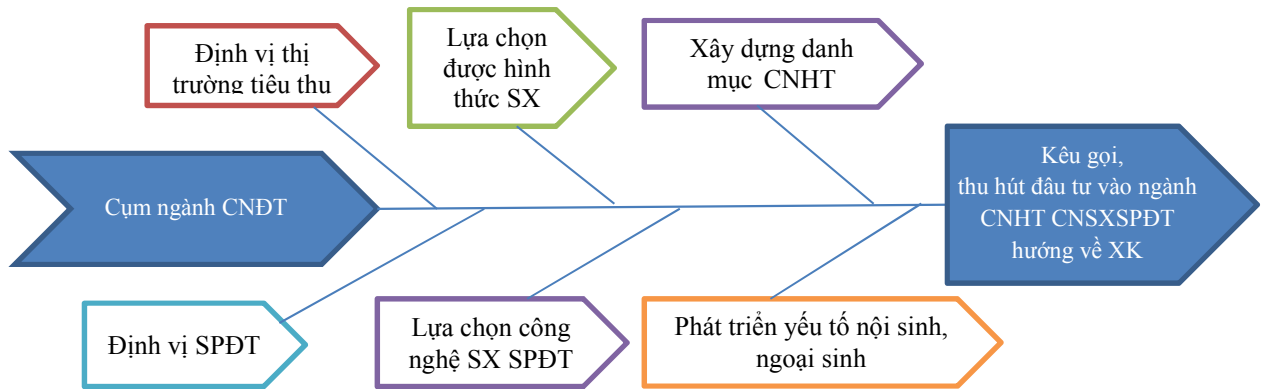 Định vị thị
trường tiêu thu
Lựa chọn
được hình
thức SX
Xây dựng danh
mục CNHT
Cụm ngành CNĐT
Kêu gọi,
thu hút đâu tư vào ngành
CNHT CNSXSPĐT
hướng về XK
Định vị SPĐT
Lựa chọn công
nghệ SX SPĐT
Phát triển yếu tố nội sinh,
ngoại sinh